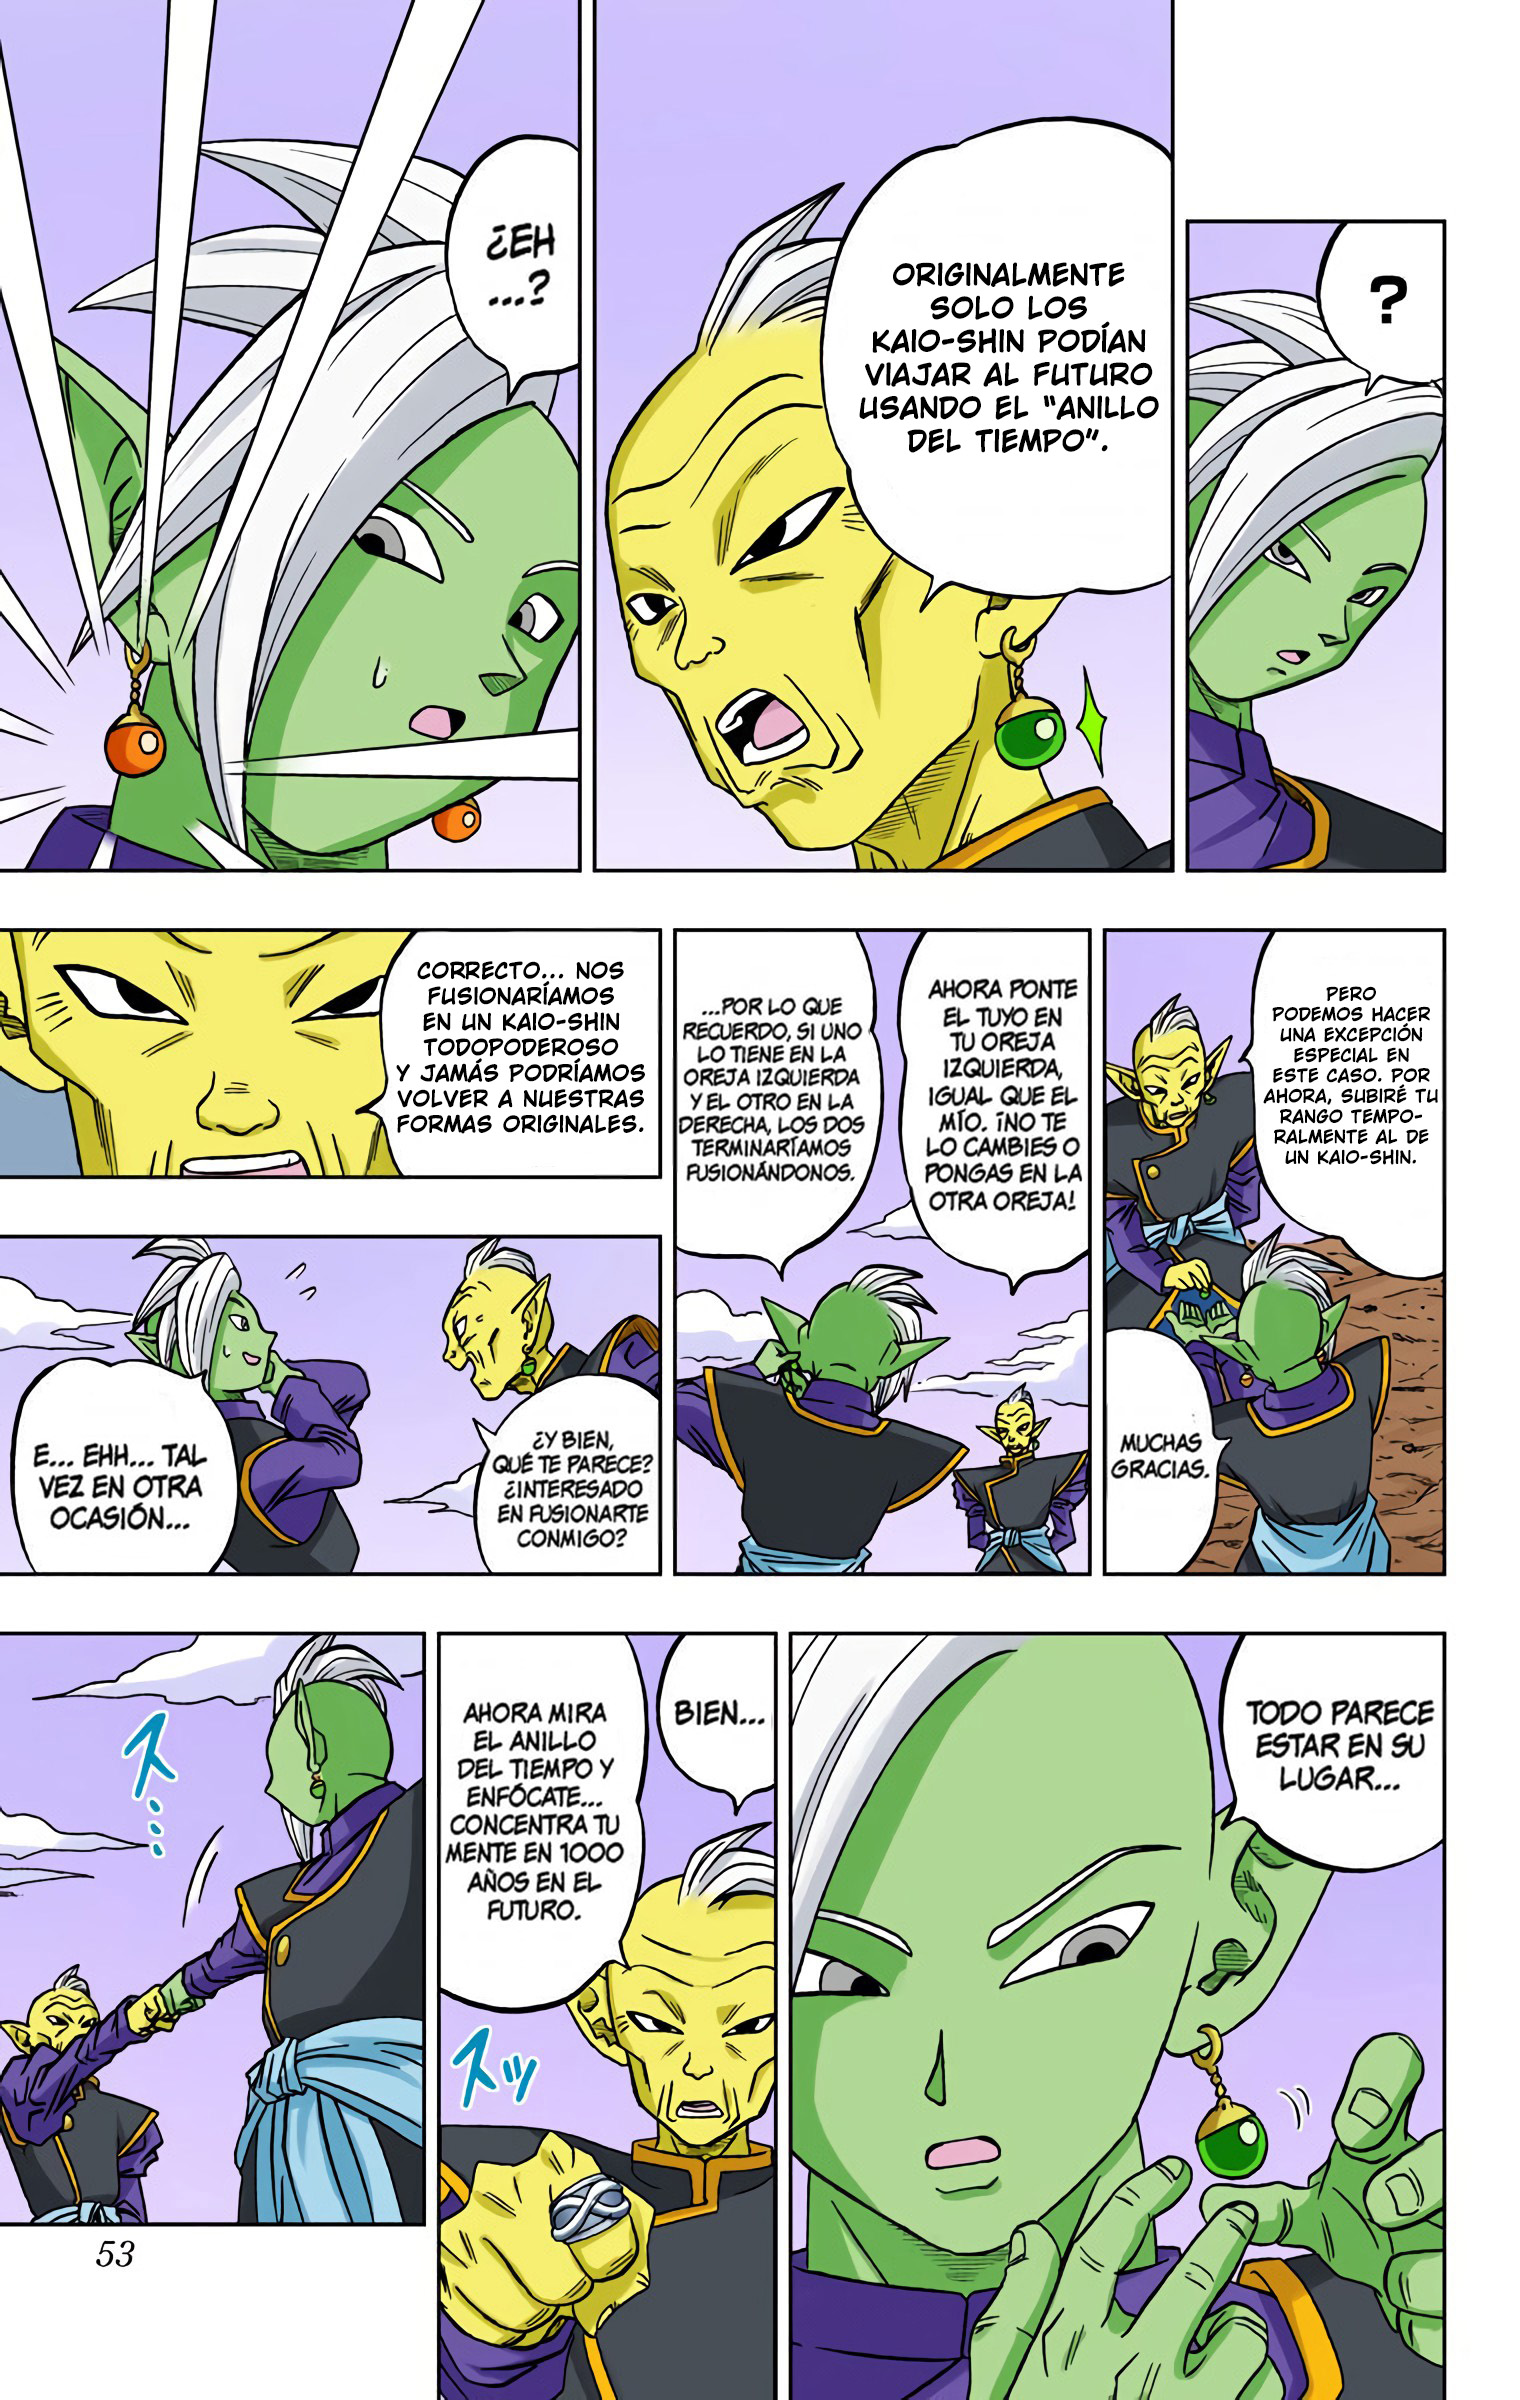 ?
ORIGINALMENTE
SOLO LOS
KAIO-SHIN PODÍAN
VIAJAR AL FUTURO
USANDO EL “ANILLO
DEL TIEMPO”.
¿EH
...?
PERO
PODEMOS HACER
UNA EXCEPCIÓN
ESPECIAL EN
ESTE CASO. POR
AHORA, SUBIRÉ TU
RANGO TEMPO-
RALMENTE AL DE
UN KAIO-SHIN.
MUCHAS
GRACIAS.
AHORA PONTE
EL TUYO EN
TU OREJA
IZQUIERDA,
IGUAL QUE EL
MÍO. ¡NO TE
LO CAMBIES O
PONGAS EN LA
OTRA OREJA!
...POR LO QUE
RECUERDO, SI UNO
LO TIENE EN LA
OREJA IZQUIERDA
Y EL OTRO EN LA
DERECHA, LOS DOS
TERMINARÍAMOS
FUSIONÁNDONOS.
CORRECTO... NOS
FUSIONARÍAMOS
EN UN KAIO-SHIN
TODOPODEROSO
Y JAMÁS PODRÍAMOS
VOLVER A NUESTRAS
FORMAS ORIGINALES.
¿Y BIEN,
QUÉ TE PARECE?
¿INTERESADO
EN FUSIONARTE
CONMIGO?
E... EHH... TAL
VEZ EN OTRA
OCASIÓN...
TODO PARECE
ESTAR EN SU
LUGAR...
BIEN...
AHORA MIRA
EL ANILLO
DEL TIEMPO Y
ENFÓCATE...
CONCENTRA TU
MENTE EN 1000
AÑOS EN EL
FUTURO.
スッ
ス…
53